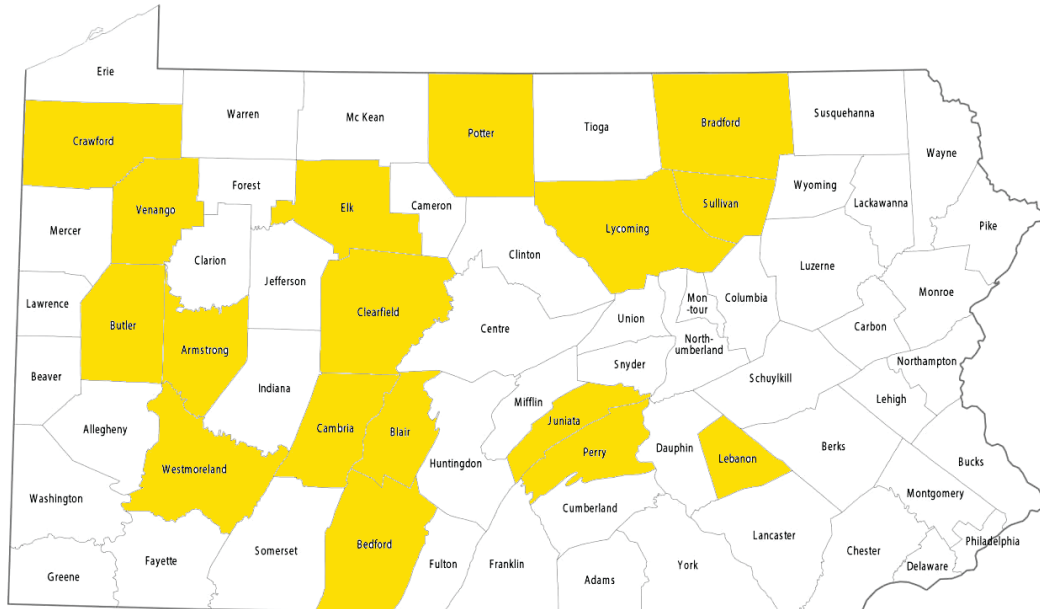 Erie
Warren
Mc Kean
Potter
Tioga
Bradford
Susquehanna
Wayne
Crawford
Forest
Elk
Cameron
Sullivan
Wyoming
Lackawanna
Pike
Venango
Mercer
Clarion
Jefferson
Clinton
Lycoming
Luzerne
Monroe
Lawrence
Butler
Clearfield
Centre
Union
Mon
-tour
Columbia
Carbon
Armstrong
North-
umberland
Northampton
Beaver
Indiana
Snyder
Schuylkill
Lehigh
Mifflin
Allegheny
Cambria
Blair
Juniata
Perry
Dauphin
Lebanon
Berks
Bucks
Westmoreland
Huntingdon
Washington
Cumberland
Montgomery
Lancaster
Philadelphia
Greene
Fayette
Somerset
Bedford
Fulton
Franklin
Adams
York
Chester
Delaware